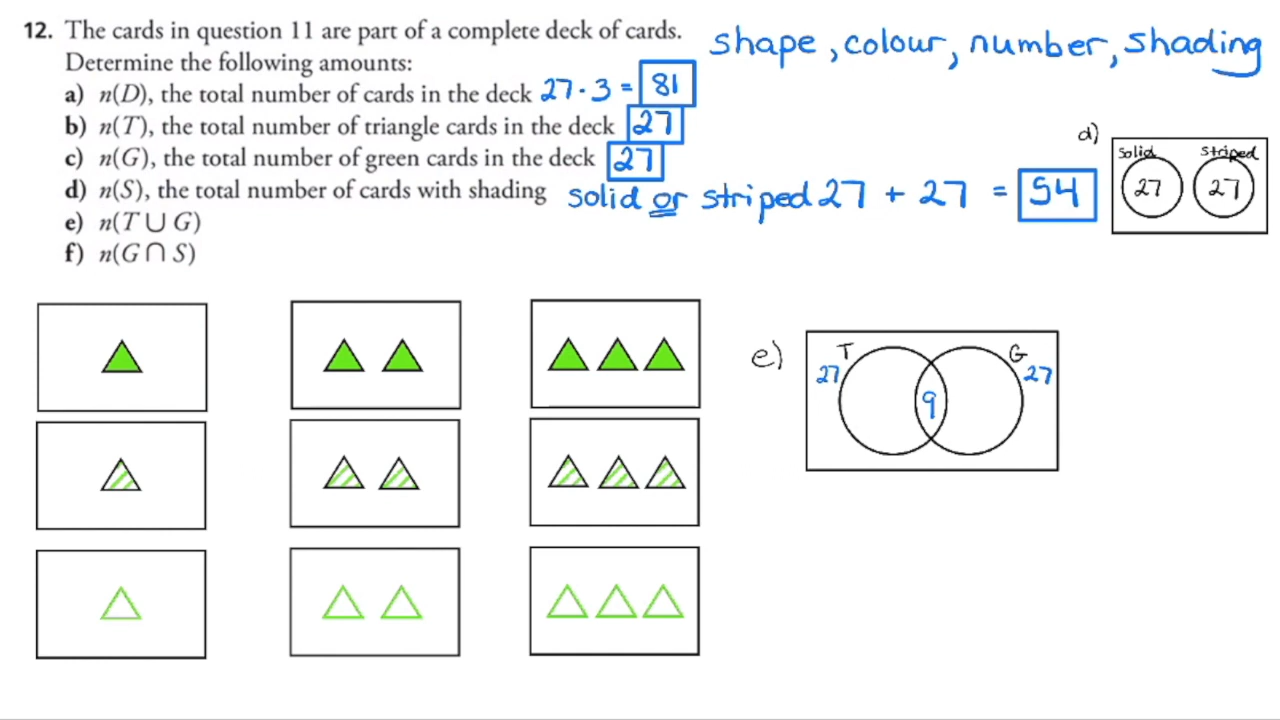 12. The cards in question 11 are part of a complete deck of cards.
Determine the following amounts:
shape, colour, number, shading
a) n(D), the total number of cards in the deck 27 · 3 = 81
b) n(T), the total number of triangle cards in the deck 27
c) n(G), the total number of green cards in the deck 27
d) n(S), the total number of cards with shading solid or striped 27 + 27 = 54
e) n(T ∪ G)
f) n(G ∩ S)
d)
solid striped
27 27
e)
T G
27 9 27